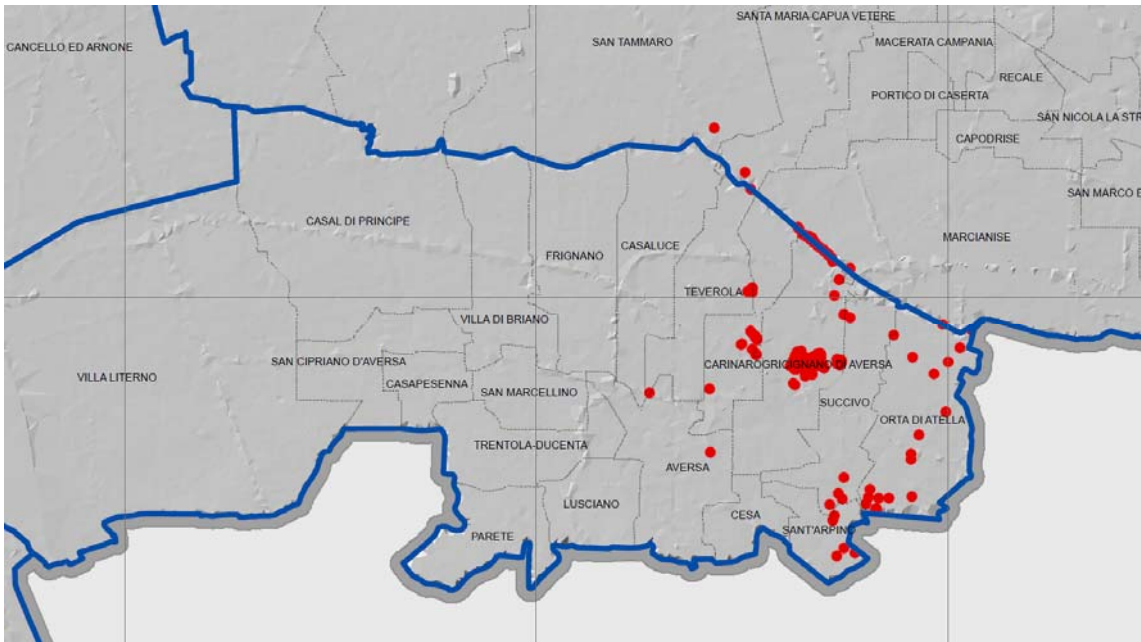 SANTA MARIA CAPUA VETERE
CANCELLO ED ARNONE
SAN TAMMARO
MACERATA CAMPANIA
RECALE
PORTICO DI CASERTA
SAN NICOLA LA STR
CAPODRISE
SAN MARCO E
CASAL DI PRINCIPE
MARCIANISE
CASALUCE
FRIGNANO
TEVEROLA
VILLA DI BRIANO
SAN CIPRIANO D'AVERSA
CARINARO
GRICIGNANO DI AVERSA
VILLA LITERNO
CASAPESENNA
SAN MARCELLINO
SUCCIVO
ORTA DI ATELLA
TRENTOLA-DUCENTA
AVERSA
LUSCIANO
CESA
SANT'ARPINO
PARETE